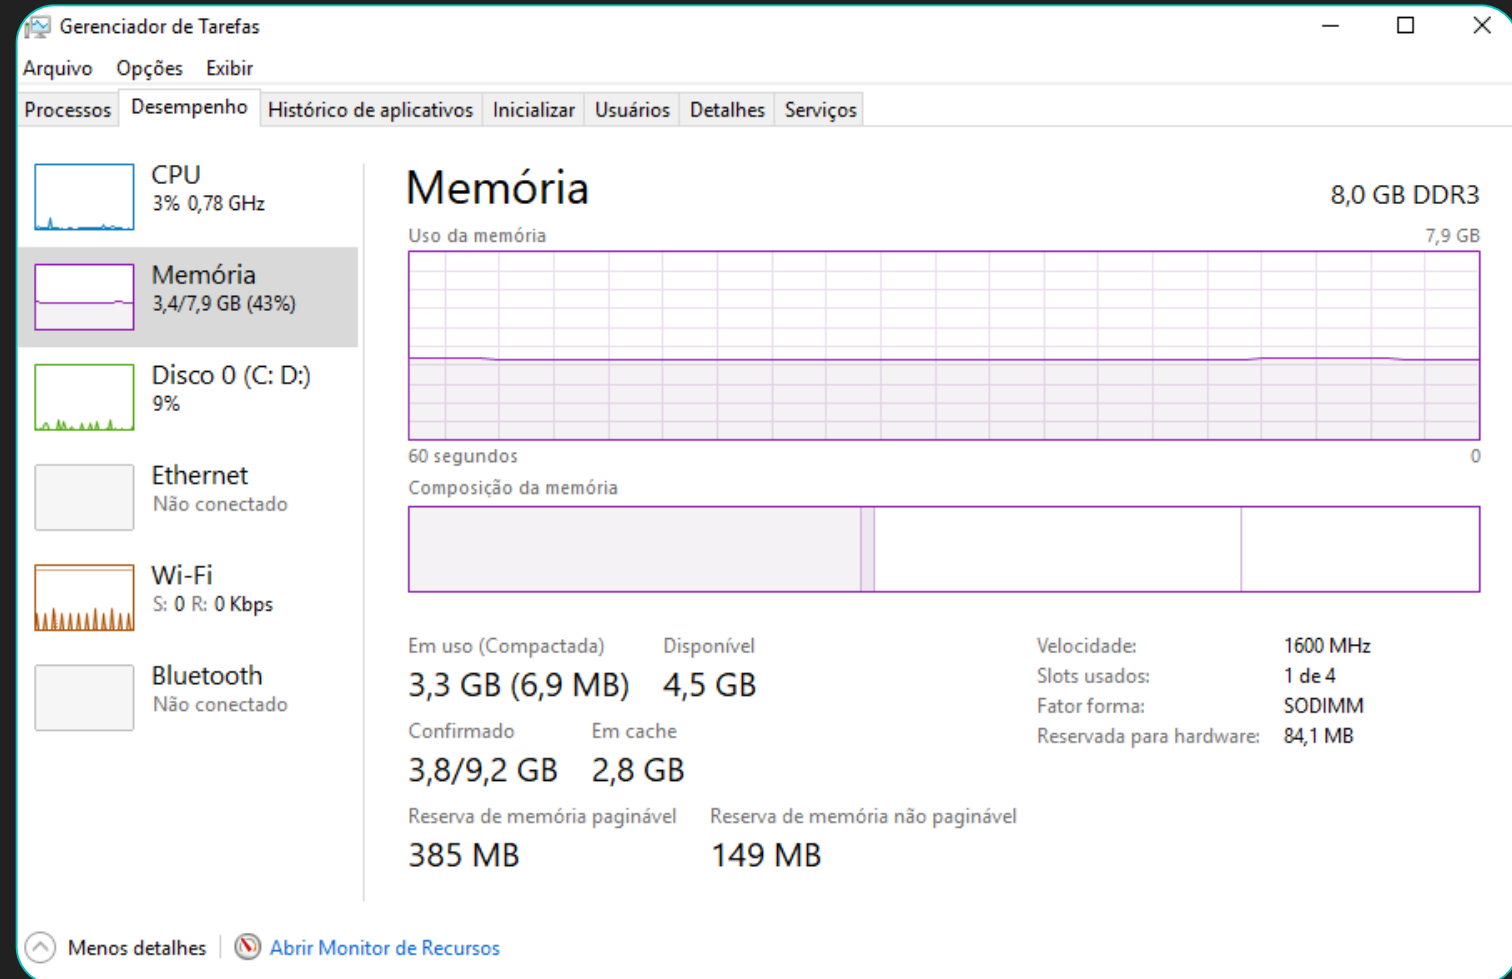 Gerenciador de Tarefas
Arquivo Opções Exibir
Processos Desempenho Histórico de aplicativos Inicializar Usuários Detalhes Serviços
CPU
3% 0,78 GHz
Memória
3,4/7,9 GB (43%)
Disco 0 (C: D:)
9%
Ethernet
Não conectado
Wi-Fi
S: 0 R: 0 Kbps
Bluetooth
Não conectado
Memória 8,0 GB DDR3
Uso da memória 7,9 GB
60 segundos 0
Composição da memória
Em uso (Compactada) Disponível
3,3 GB (6,9 MB) 4,5 GB
Confirmado Em cache
3,8/9,2 GB 2,8 GB
Reserva de memória paginável Reserva de memória não paginável
385 MB 149 MB
Velocidade: 1600 MHz
Slots usados: 1 de 4
Fator forma: SODIMM
Reservada para hardware: 84,1 MB
Menos detalhes Abrir Monitor de Recursos